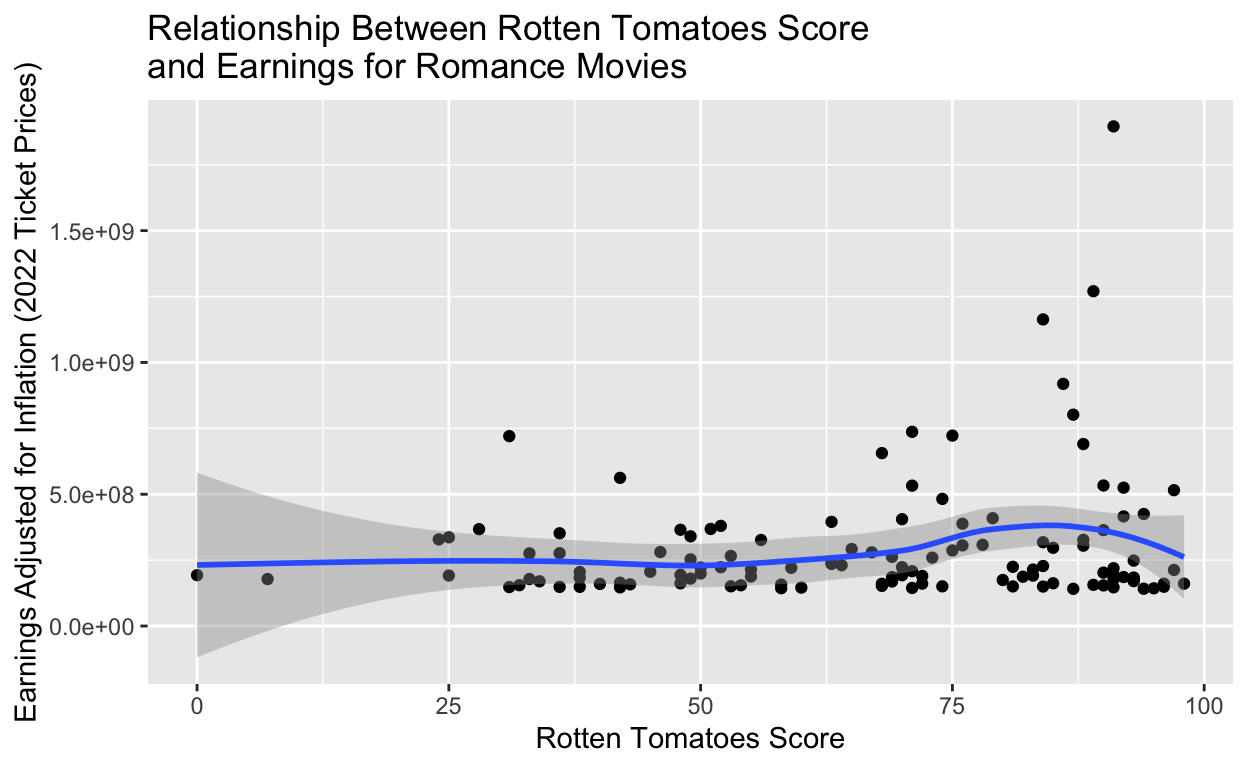 Relationship Between Rotten Tomatoes Score
and Earnings for Romance Movies
Earnings Adjusted for Inflation (2022 Ticket Prices)
1.5e+09
1.0e+09
5.0e+08
0.0e+00
0
25
50
75
100
Rotten Tomatoes Score